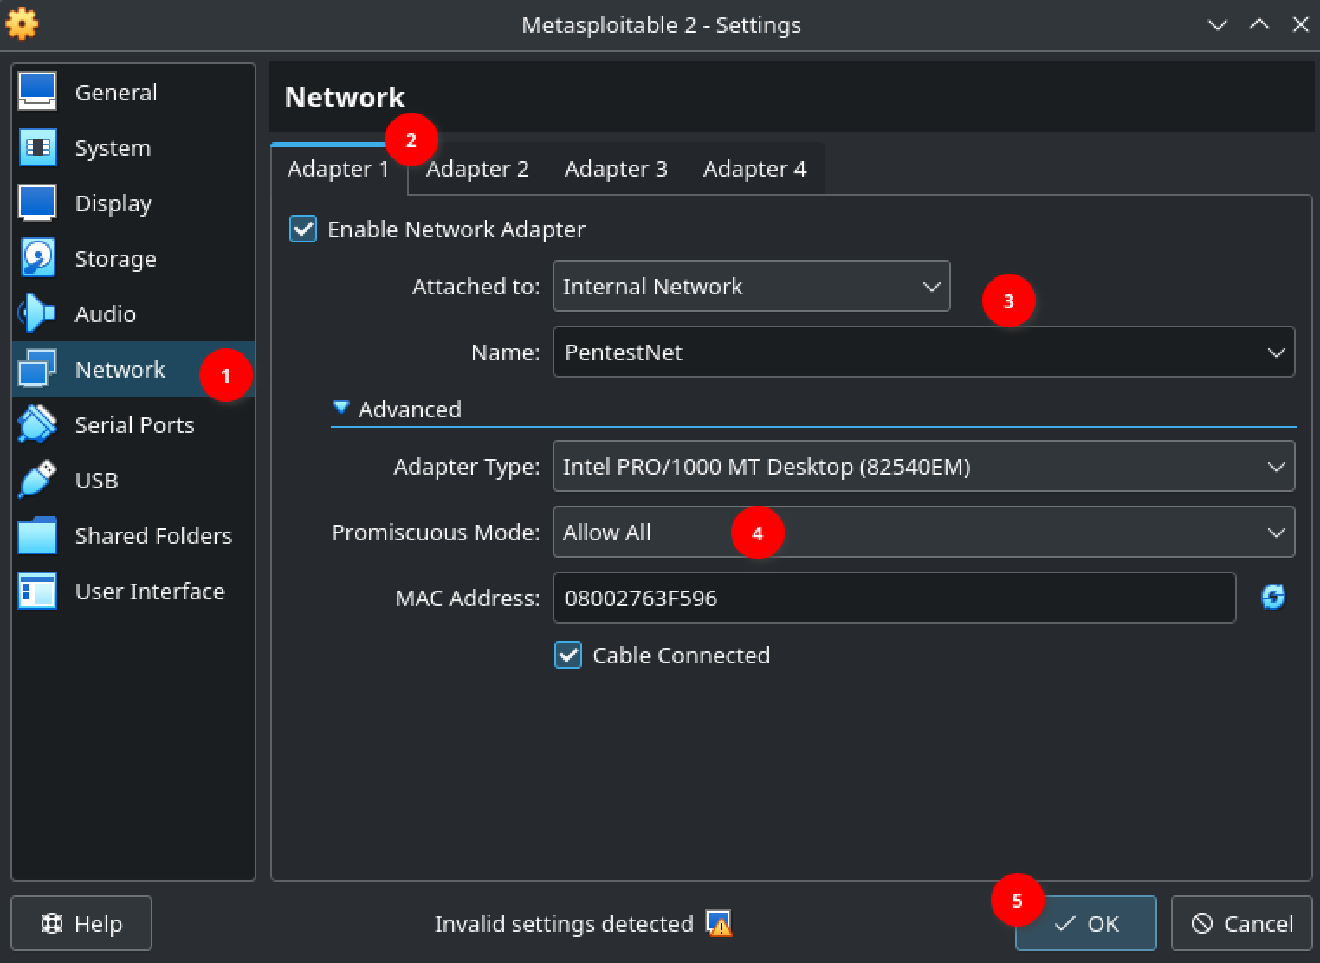 Metasploitable 2 - Settings
General
System
Display
Storage
Audio
Network
1
Serial Ports
USB
Shared Folders
User Interface
Network
2
Adapter 1
Adapter 2
Adapter 3
Adapter 4
Enable Network Adapter
Attached to: Internal Network
3
Name: PentestNet
Advanced
Adapter Type: Intel PRO/1000 MT Desktop (82540EM)
Promiscuous Mode: Allow All
4
MAC Address: 08002763F596
Cable Connected
Help
Invalid settings detected
5
OK
Cancel